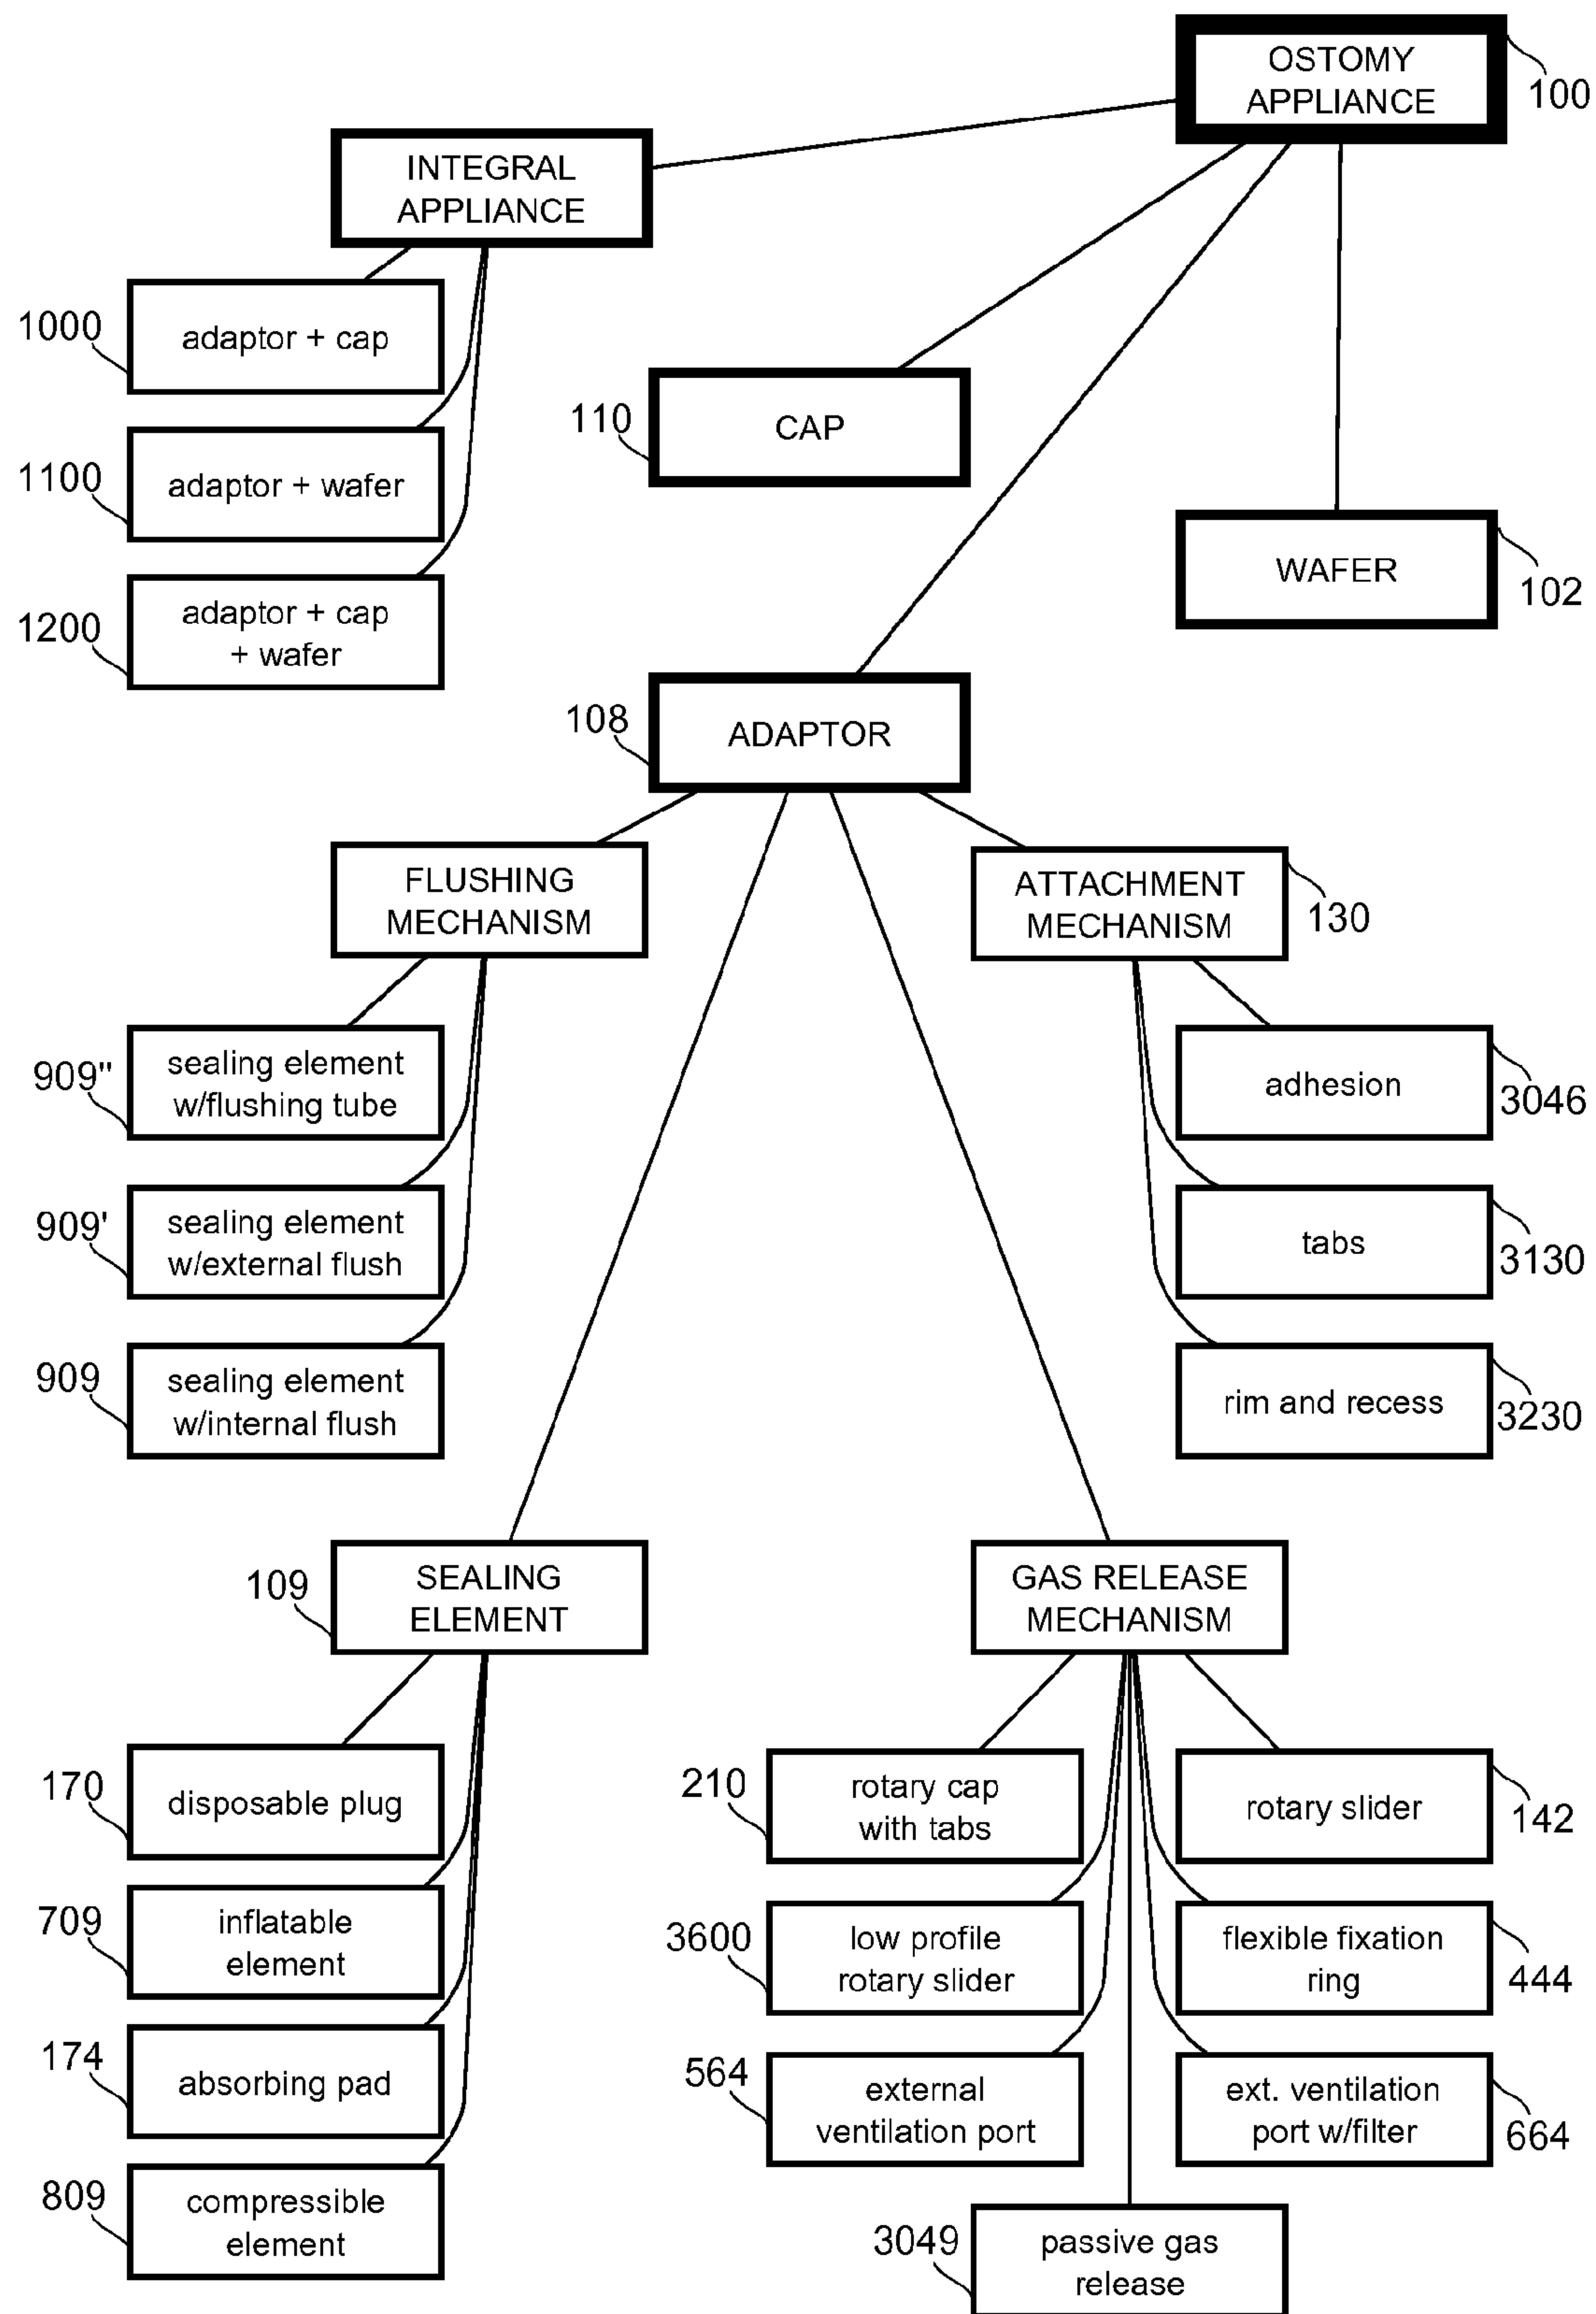 OSTOMY
APPLIANCE
100
INTEGRAL
APPLIANCE
1000
adaptor + cap
1100
adaptor + wafer
1200
adaptor + cap
+ wafer
110
CAP
WAFER
102
108
ADAPTOR
FLUSHING
MECHANISM
ATTACHMENT
MECHANISM
130
909"
sealing element
w/flushing tube
909'
sealing element
w/external flush
909
sealing element
w/internal flush
adhesion
3046
tabs
3130
rim and recess
3230
109
SEALING
ELEMENT
GAS RELEASE
MECHANISM
170
disposable plug
709
inflatable
element
174
absorbing pad
809
compressible
element
210
rotary cap
with tabs
rotary slider
142
3600
low profile
rotary slider
flexible fixation
ring
444
564
external
ventilation port
ext. ventilation
port w/filter
664
3049
passive gas
release